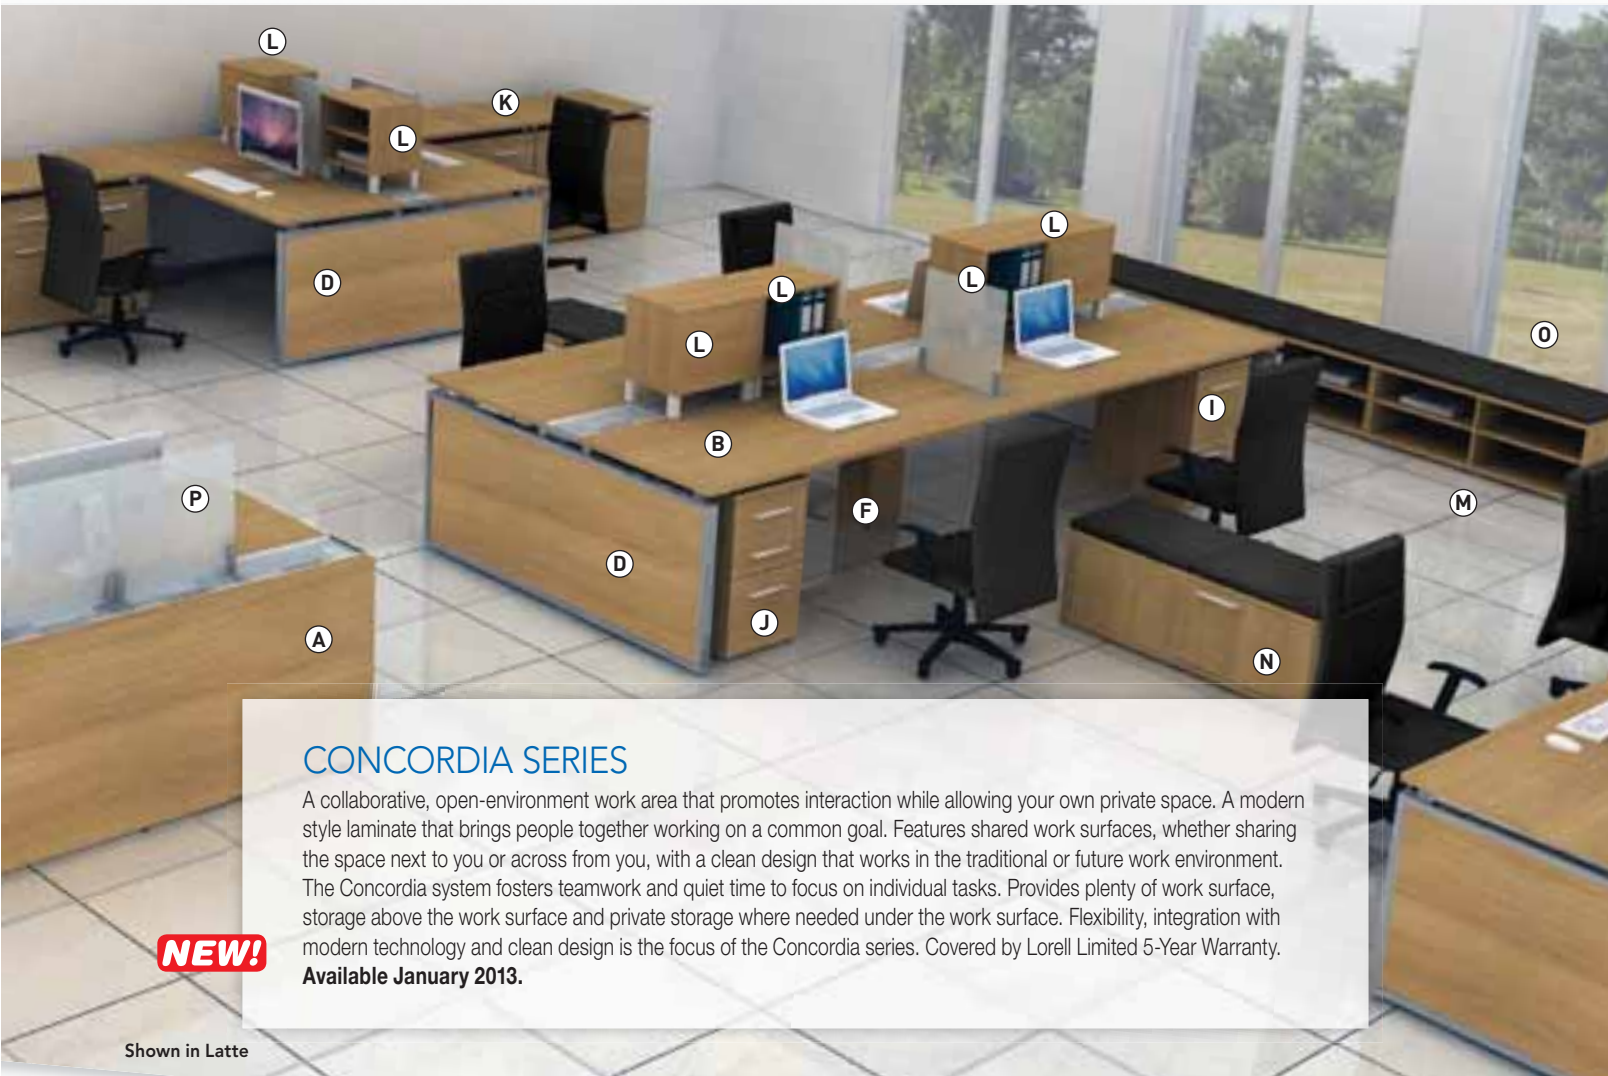 L
K
L
L
D
L
L
O
L
I
B
P
M
F
D
J
A
N
CONCORDIA SERIES
A collaborative, open-environment work area that promotes interaction while allowing your own private space. A modern
style laminate that brings people together working on a common goal. Features shared work surfaces, whether sharing
the space next to you or across from you, with a clean design that works in the traditional or future work environment.
The Concordia system fosters teamwork and quiet time to focus on individual tasks. Provides plenty of work surface,
storage above the work surface and private storage where needed under the work surface. Flexibility, integration with
modern technology and clean design is the focus of the Concordia series. Covered by Lorell Limited 5-Year Warranty.
Available January 2013.
NEW!
Shown in Latte